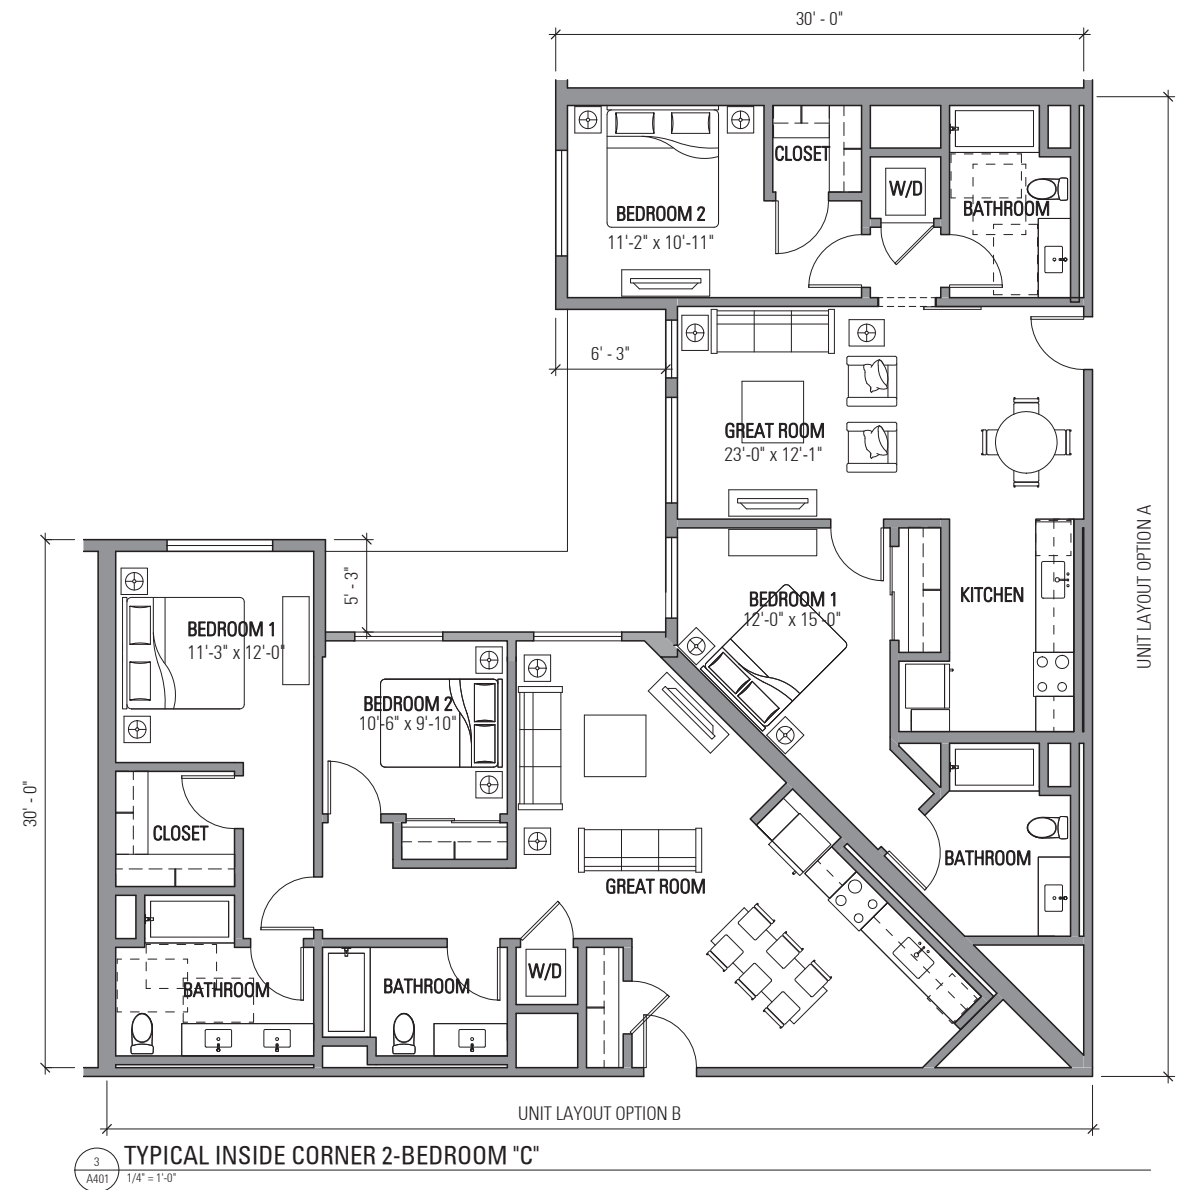 30' - 0"
CLOSET
W/D
BEDROOM 2
11'-2" x 10'-11"
BATHROOM
6' - 3"
GREAT ROOM
23'-0" x 12'-1"
UNIT LAYOUT OPTION A
5' - 3"
BEDROOM 1
12'-0" x 15'-0"
KITCHEN
BEDROOM 1
11'-3" x 12'-0"
BEDROOM 2
10'-6" x 9'-10"
30' - 0"
CLOSET
GREAT ROOM
BATHROOM
BATHROOM
BATHROOM
W/D
UNIT LAYOUT OPTION B
3
A401
TYPICAL INSIDE CORNER 2-BEDROOM "C"
1/4" = 1'-0"